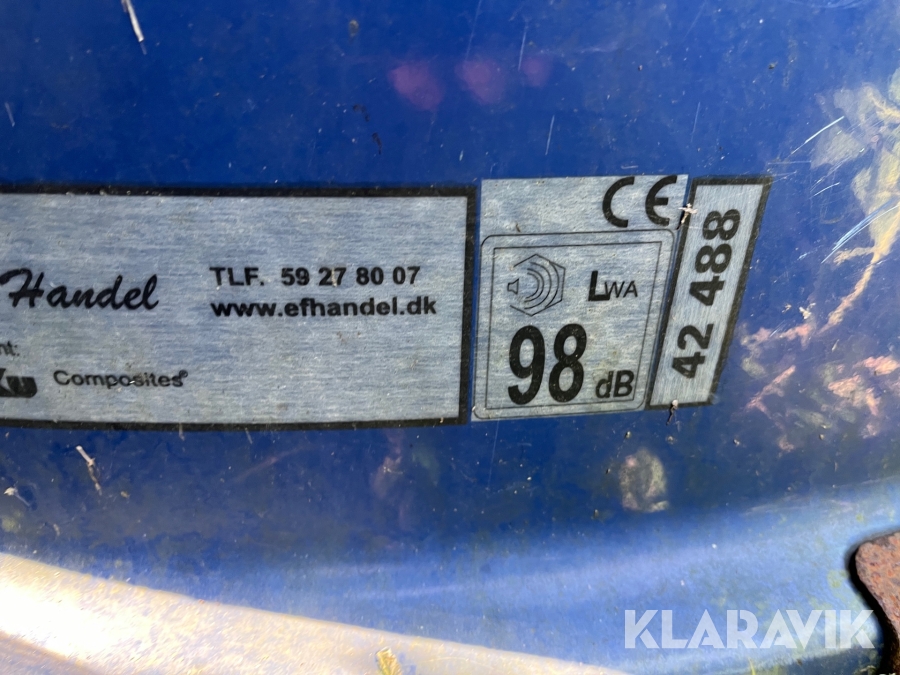 Handel
TLF. 59 27 80 07
www.efhandel.dk
Composites®
CE
LWA
98 dB
42 488
KLARAVIK